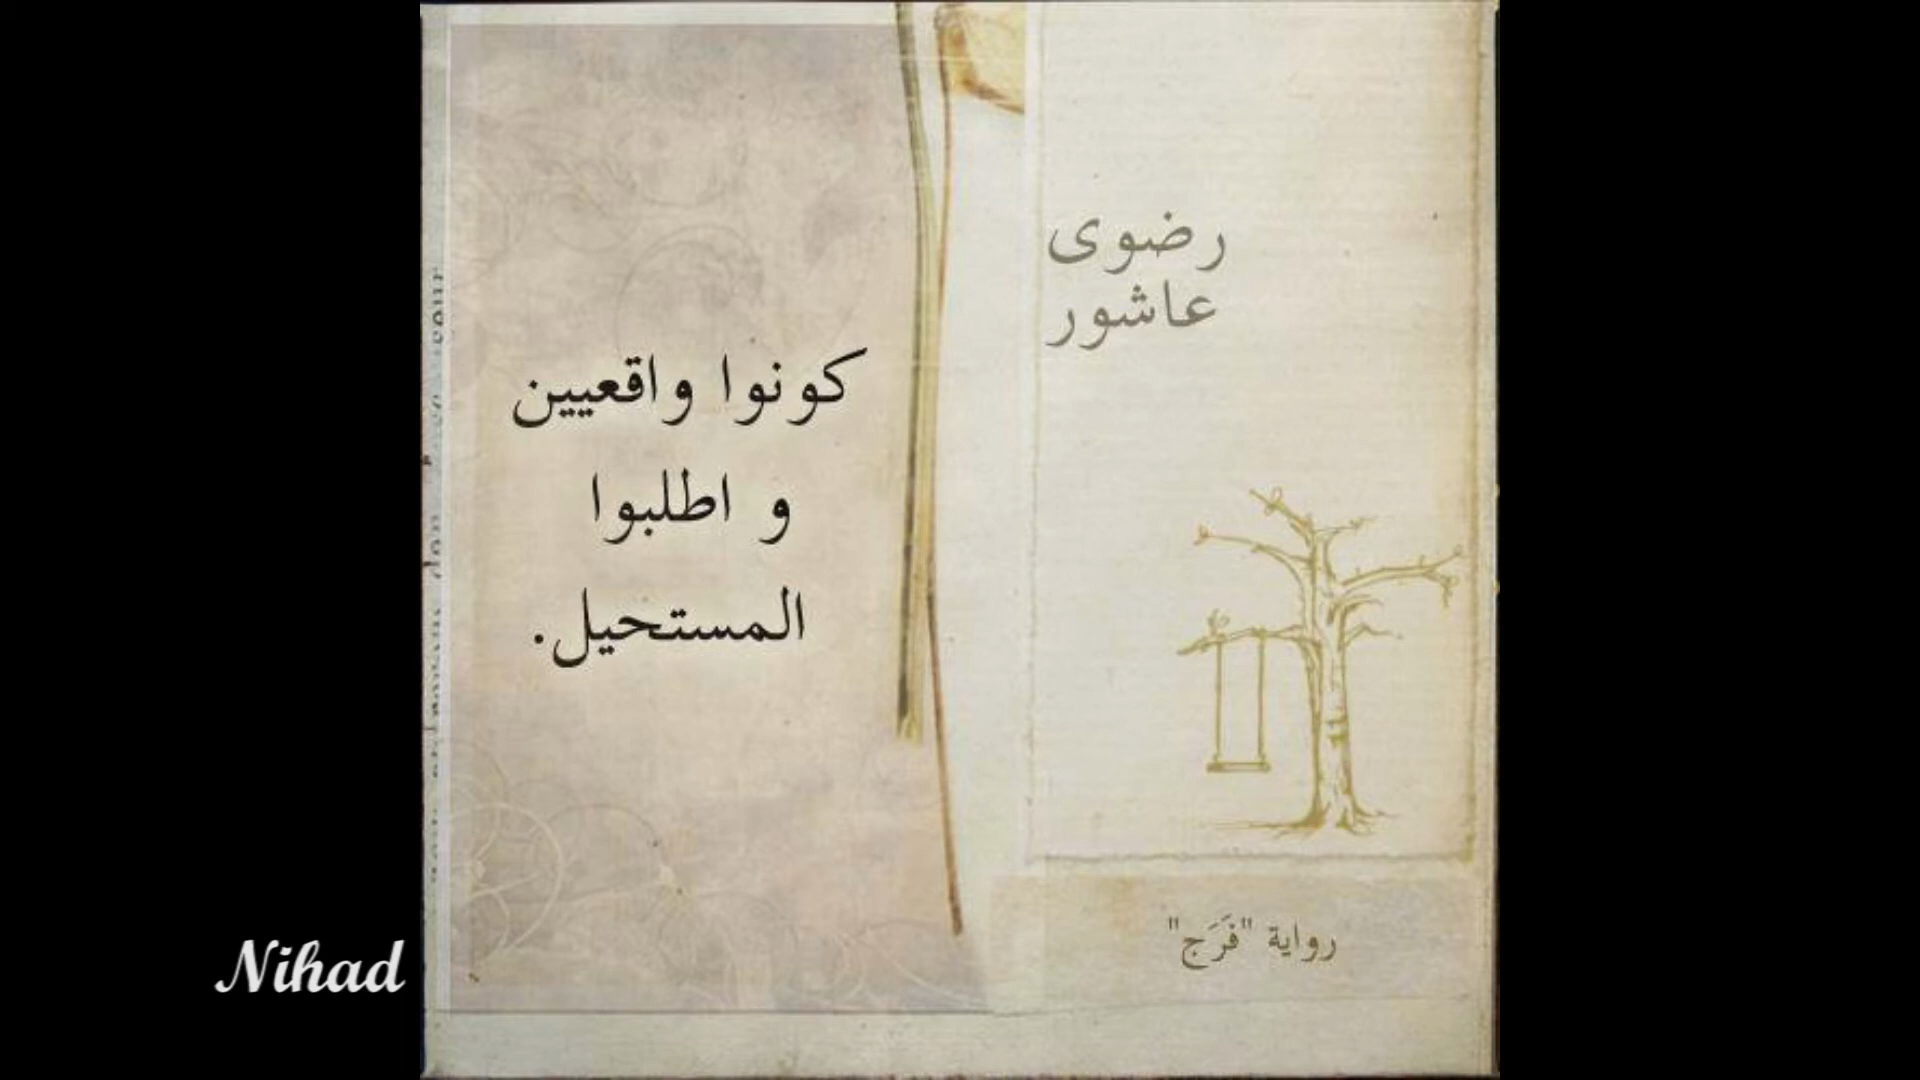 رضوى
عاشور
كونوا واقعيين
و اطلبوا
المستحيل.
رواية "فَرَج"
Nihad